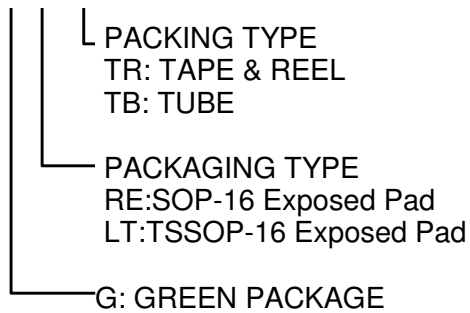 PACKING TYPE
TR: TAPE & REEL
TB: TUBE
PACKAGING TYPE
RE:SOP-16 Exposed Pad
LT:TSSOP-16 Exposed Pad
G: GREEN PACKAGE